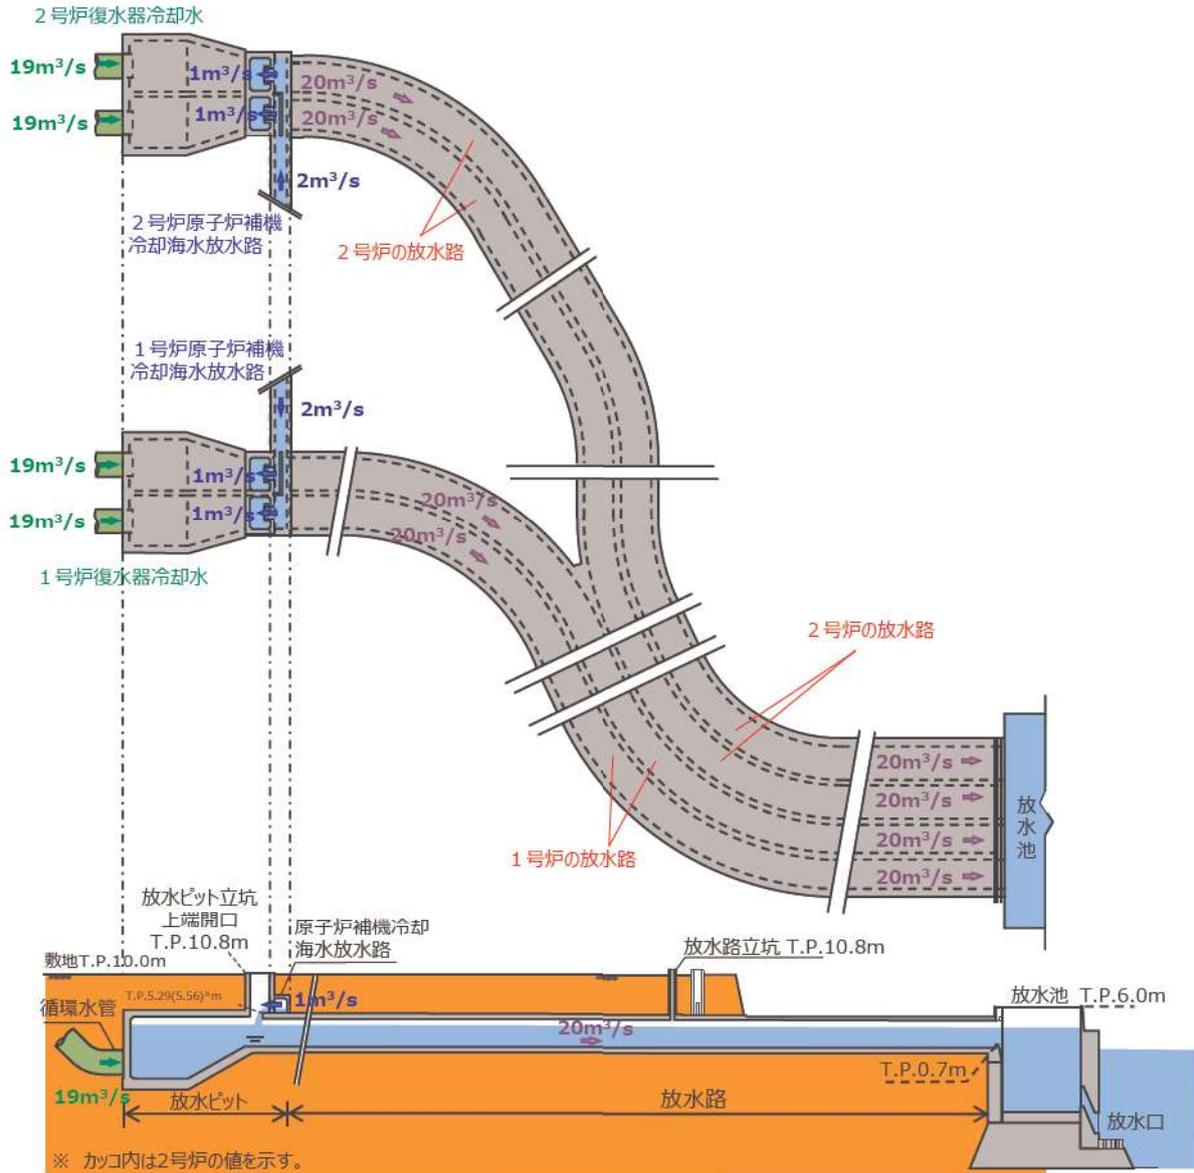 ２号炉復水器冷却水
19m³/s
19m³/s
1m³/s
1m³/s
20m³/s
20m³/s
2m³/s
２号炉原子炉補機
冷却海水放水路
２号炉の放水路
１号炉原子炉補機
冷却海水放水路
2m³/s
19m³/s
19m³/s
1m³/s
1m³/s
20m³/s
20m³/s
１号炉復水器冷却水
２号炉の放水路
１号炉の放水路
20m³/s
20m³/s
20m³/s
20m³/s
放水池
放水ピット立坑
上端開口
T.P.10.8m
原子炉補機冷却
海水放水路
放水路立坑 T.P.10.8m
敷地T.P.10.0m
T.P.5.29(5.56)※m
1m³/s
循環水管
放水池 T.P.6.0m
20m³/s
T.P.0.7m
19m³/s
放水ピット
放水路
放水口
※ カッコ内は2号炉の値を示す。